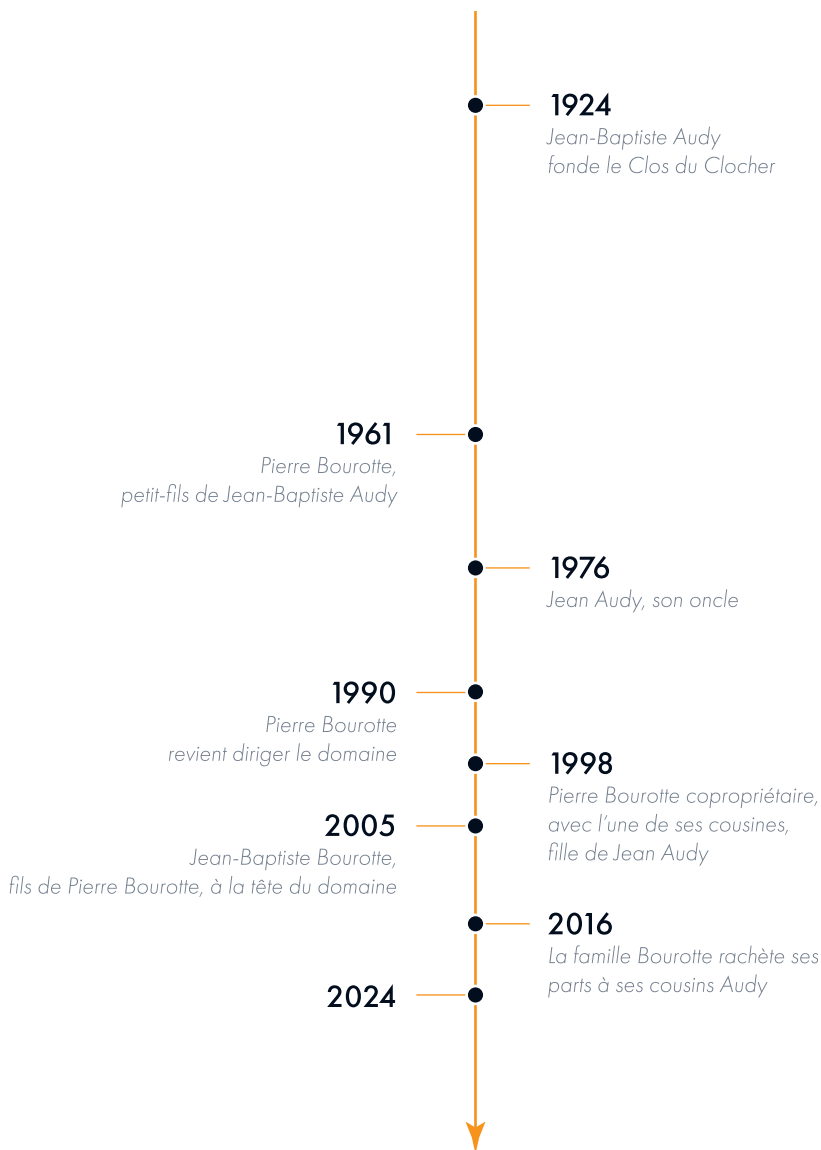 1924
Jean-Baptiste Audy
fonde le Clos du Clocher
1961
Pierre Bourotte,
petit-fils de Jean-Baptiste Audy
1976
Jean Audy, son oncle
1990
Pierre Bourotte
revient diriger le domaine
1998
Pierre Bourotte copropriétaire,
avec l’une de ses cousines,
fille de Jean Audy
2005
Jean-Baptiste Bourotte,
fils de Pierre Bourotte, à la tête du domaine
2016
La famille Bourotte rachète ses
parts à ses cousins Audy
2024